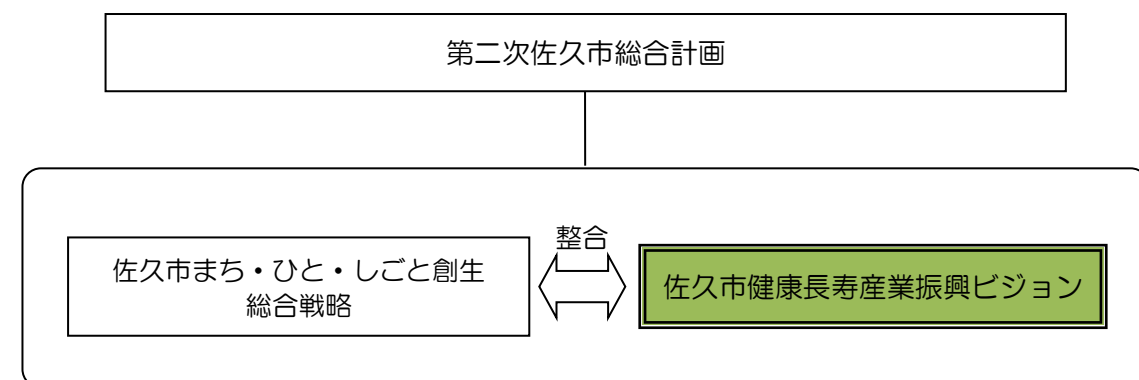 第二次佐久市総合計画
整合
佐久市まち・ひと・しごと創生
総合戦略
佐久市健康長寿産業振興ビジョン